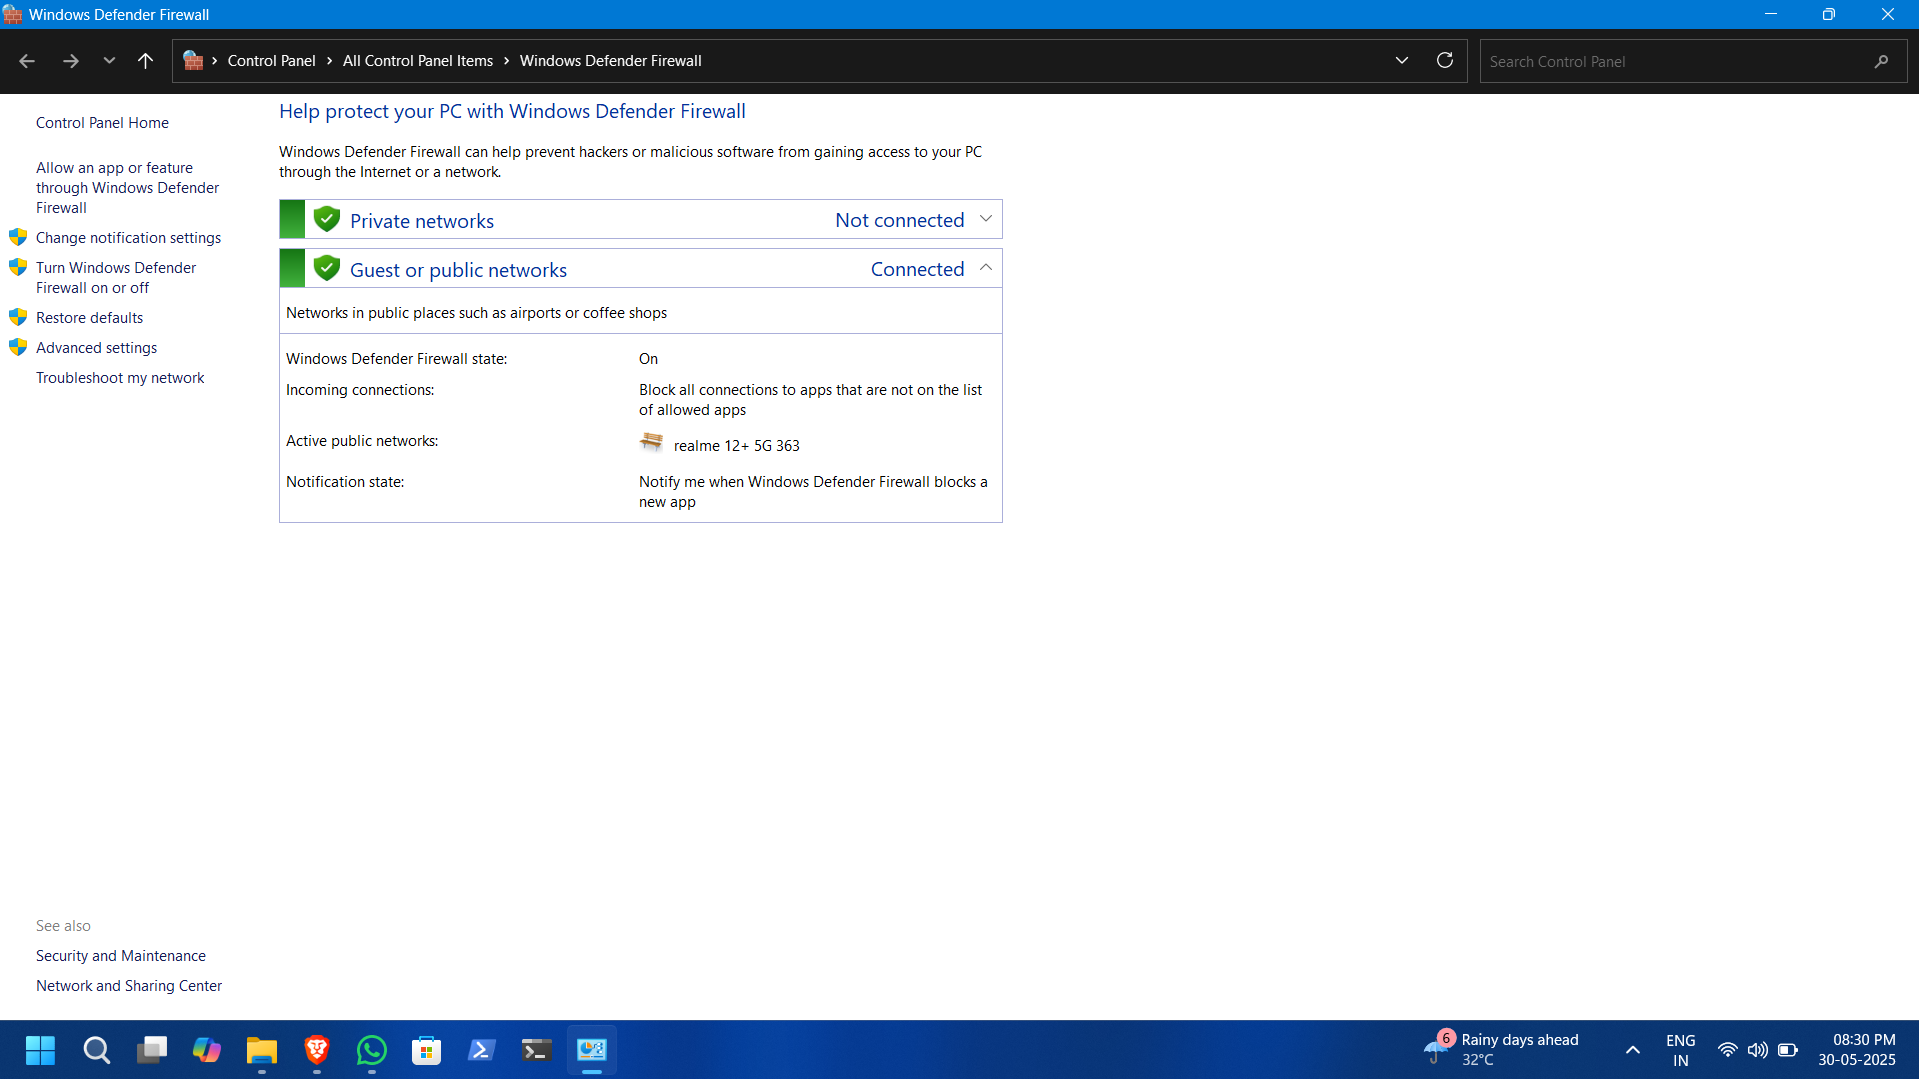 Windows Defender Firewall
Control Panel
All Control Panel Items
Windows Defender Firewall
Search Control Panel
Control Panel Home
Allow an app or feature
through Windows Defender
Firewall
Change notification settings
Turn Windows Defender
Firewall on or off
Restore defaults
Advanced settings
Troubleshoot my network
Help protect your PC with Windows Defender Firewall
Windows Defender Firewall can help prevent hackers or malicious software from gaining access to your PC
through the Internet or a network.
Private networks
Not connected
Guest or public networks
Connected
Networks in public places such as airports or coffee shops
Windows Defender Firewall state:
On
Incoming connections:
Block all connections to apps that are not on the list
of allowed apps
Active public networks:
realme 12+ 5G 363
Notification state:
Notify me when Windows Defender Firewall blocks a
new app
See also
Security and Maintenance
Network and Sharing Center
6
Rainy days ahead
32°C
ENG
IN
08:30 PM
30-05-2025